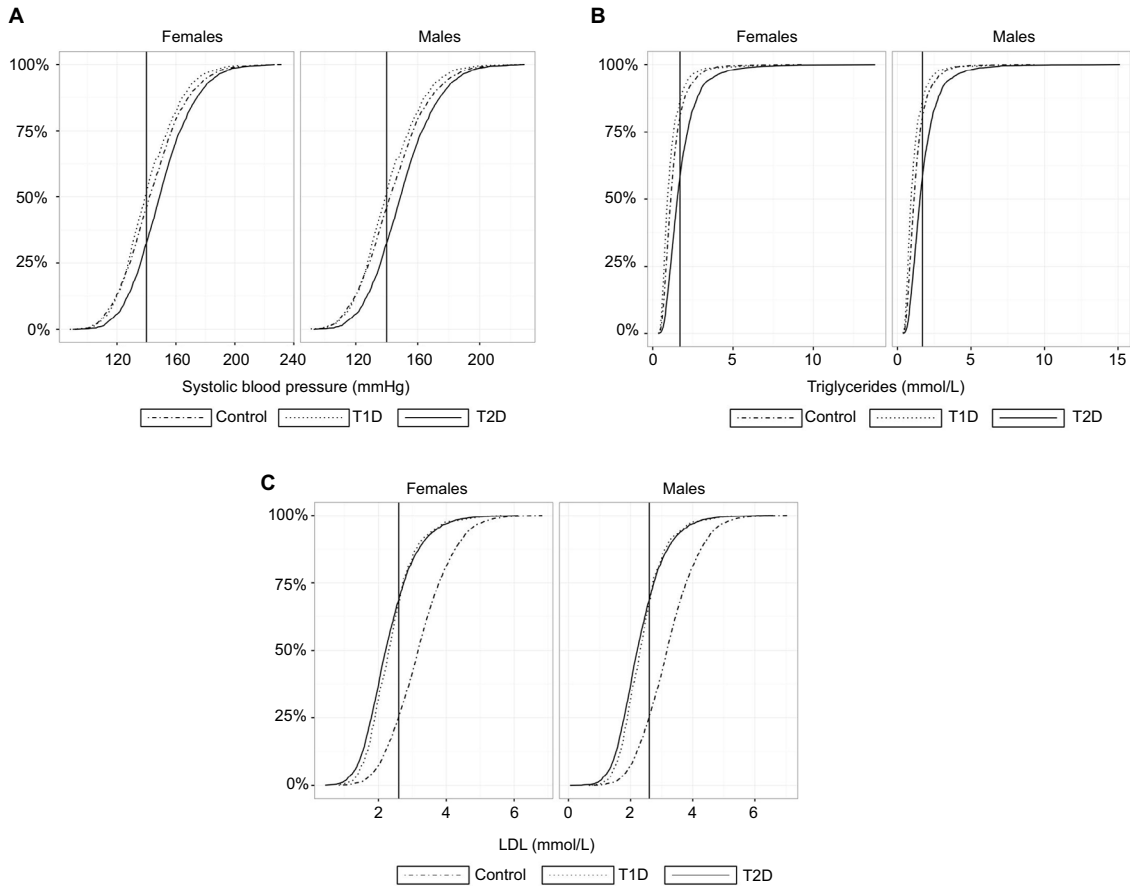 A
Females Males
100%
75%
50%
25%
0%
120 160 200 240 120 160 200
Systolic blood pressure (mmHg)
Control T1D T2D
B
Females Males
100%
75%
50%
25%
0%
0 5 10 0 5 10 15
Triglycerides (mmol/L)
Control T1D T2D
C
Females Males
100%
75%
50%
25%
0%
2 4 6 0 2 4 6
LDL (mmol/L)
Control T1D T2D